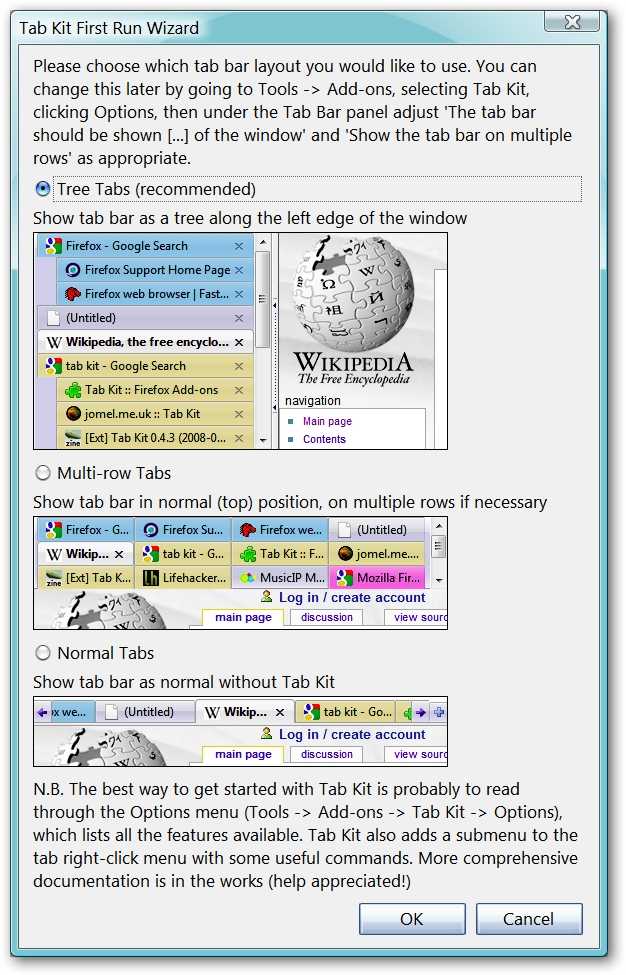 Tab Kit First Run Wizard
Please choose which tab bar layout you would like to use. You can
change this later by going to Tools -> Add-ons, selecting Tab Kit,
clicking Options, then under the Tab Bar panel adjust 'The tab bar
should be shown [...] of the window' and 'Show the tab bar on multiple
rows' as appropriate.
Tree Tabs (recommended)
Show tab bar as a tree along the left edge of the window
Firefox - Google Search
Firefox Support Home Page
Firefox web browser | Fast...
(Untitled)
W Wikipedia, the free encyclo...
tab kit - Google Search
Tab Kit :: Firefox Add-ons
jomel.me.uk :: Tab Kit
zine [Ext] Tab Kit 0.4.3 (2008-0...
WIKIPEDIA
The Free Encyclopedia
navigation
Main page
Contents
Multi-row Tabs
Show tab bar in normal (top) position, on multiple rows if necessary
Firefox - G... Firefox Su... Firefox we... (Untitled)
W Wikip... tab kit - G... Tab Kit :: F... jomel.me....
zine [Ext] Tab K... Lifehacker... MusicIP M... Mozilla Fir...
Log in / create account
main page discussion view sourc
Normal Tabs
Show tab bar as normal without Tab Kit
x we... (Untitled) W Wikip... tab kit - Go...
Log in / create account
main page discussion view sourc
N.B. The best way to get started with Tab Kit is probably to read
through the Options menu (Tools -> Add-ons -> Tab Kit -> Options),
which lists all the features available. Tab Kit also adds a submenu to the
tab right-click menu with some useful commands. More comprehensive
documentation is in the works (help appreciated!)
OK Cancel